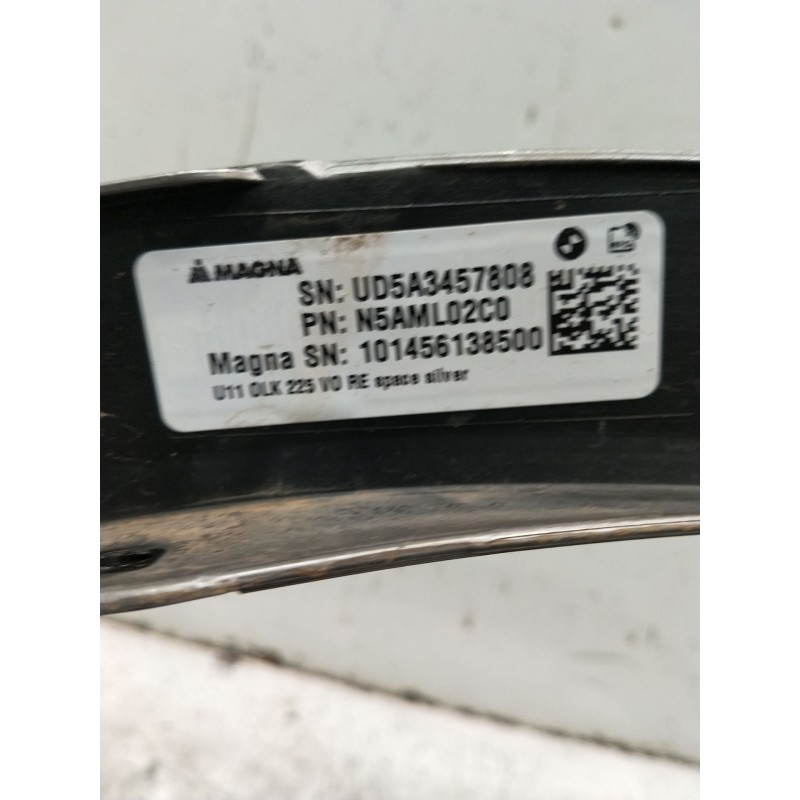 MAGNA
SN: UD5A3457808
PN: N5AML02C0
Magna SN: 101456138500
U11 OLK 225 VO RE space silver